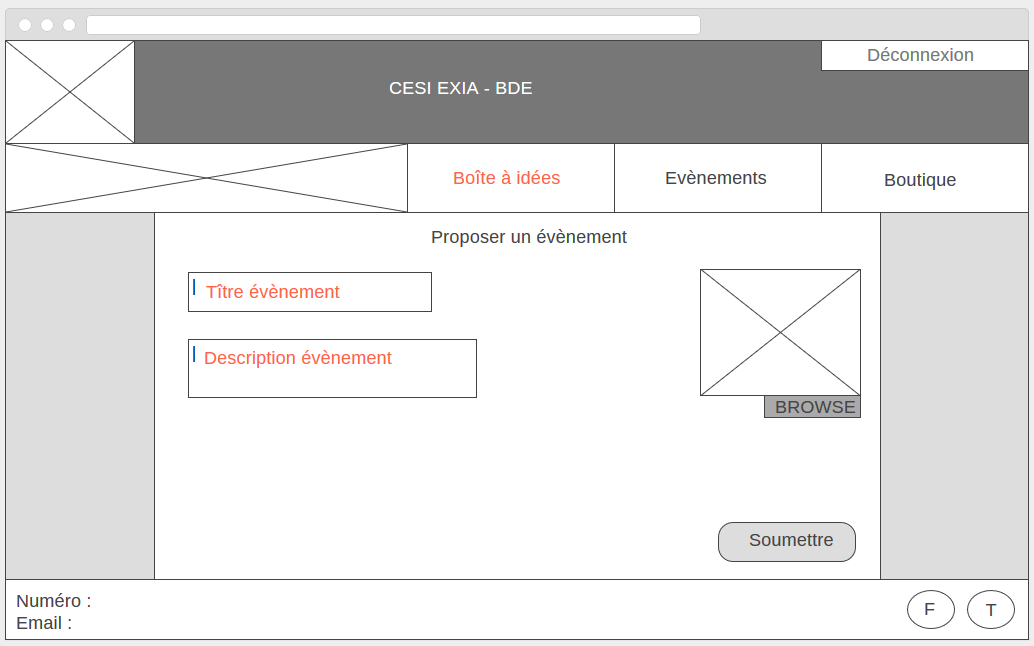 Déconnexion
CESI EXIA - BDE
Boîte à idées
Evènements
Boutique
Proposer un évènement
Tître évènement
Description évènement
BROWSE
Soumettre
Numéro :
Email :
F
T